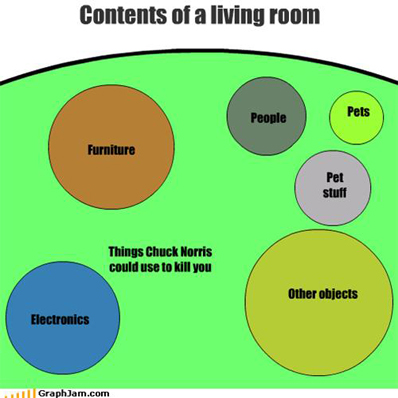 Contents of a living room
People
Pets
Furniture
Pet
stuff
Things Chuck Norris
could use to kill you
Other objects
Electronics
GraphJam.com